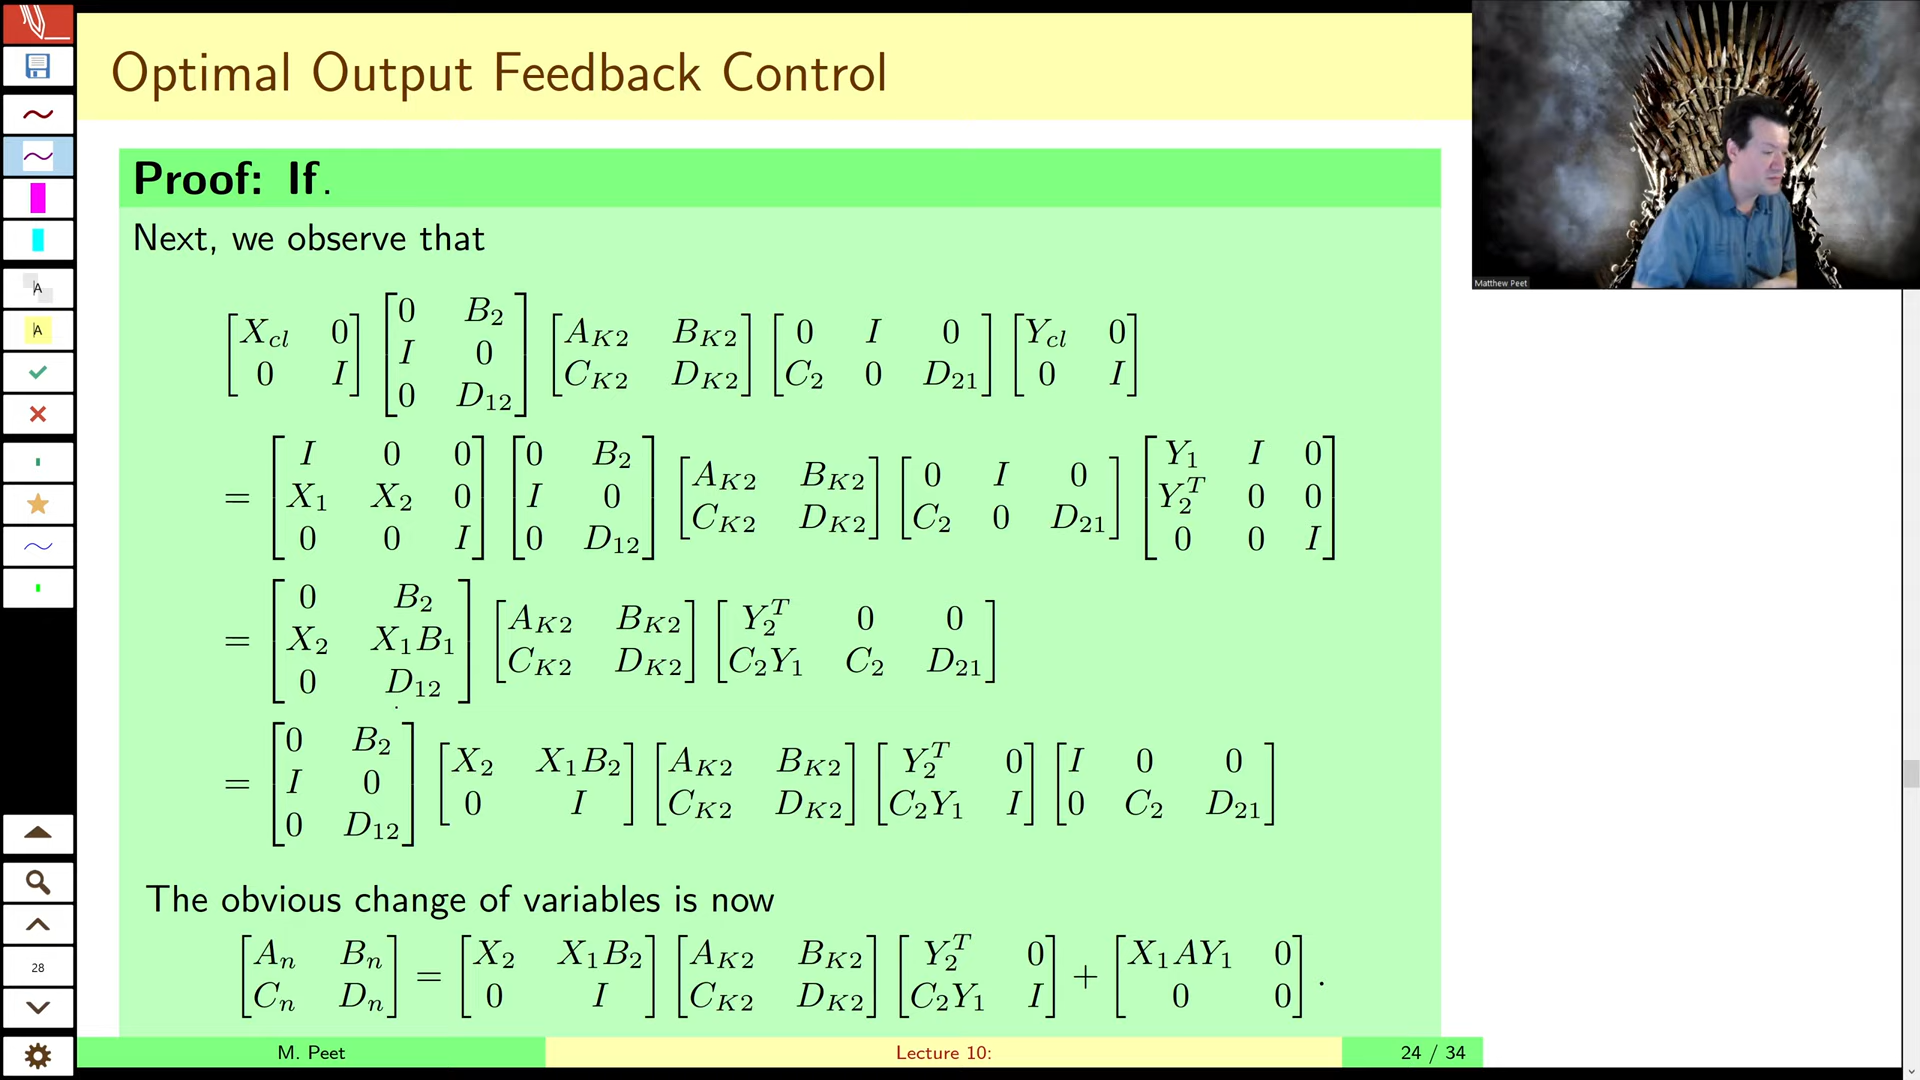 Optimal Output Feedback Control
Matthew Peet
Proof: If.
Next, we observe that
[X_cl 0; 0 I] [0 B_2; I 0; 0 D_12] [A_K2 B_K2; C_K2 D_K2] [0 I 0; C_2 0 D_21] [Y_cl 0; 0 I]
= [I 0 0; X_1 X_2 0; 0 0 I] [0 B_2; I 0; 0 D_12] [A_K2 B_K2; C_K2 D_K2] [0 I 0; C_2 0 D_21] [Y_1 I 0; Y_2^T 0 0; 0 0 I]
= [0 B_2; X_2 X_1B_1; 0 D_12] [A_K2 B_K2; C_K2 D_K2] [Y_2^T 0 0; C_2Y_1 C_2 D_21]
= [0 B_2; I 0; 0 D_12] [X_2 X_1B_2; 0 I] [A_K2 B_K2; C_K2 D_K2] [Y_2^T 0; C_2Y_1 I] [I 0 0; 0 C_2 D_21]
The obvious change of variables is now
[A_n B_n; C_n D_n] = [X_2 X_1B_2; 0 I] [A_K2 B_K2; C_K2 D_K2] [Y_2^T 0; C_2Y_1 I] + [X_1AY_1 0; 0 0].
A
A
28
M. Peet
Lecture 10:
24 / 34